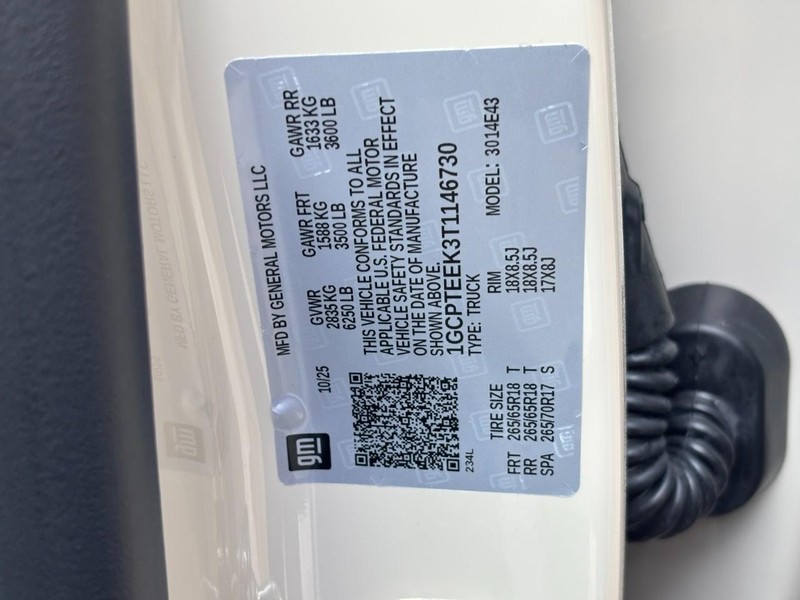 gm
MFD BY GENERAL MOTORS LLC
10/25
GVWR GAWR FRT GAWR RR
2835 KG 1588 KG 1633 KG
6250 LB 3500 LB 3600 LB
THIS VEHICLE CONFORMS TO ALL
APPLICABLE U.S. FEDERAL MOTOR
VEHICLE SAFETY STANDARDS IN EFFECT
ON THE DATE OF MANUFACTURE
SHOWN ABOVE.
1GCPTEEK3T1146730
234L TYPE: TRUCK MODEL: 3014E43
TIRE SIZE RIM
FRT 265/65R18 T 18X8.5J
RR 265/65R18 T 18X8.5J
SPA 265/70R17 S 17X8J